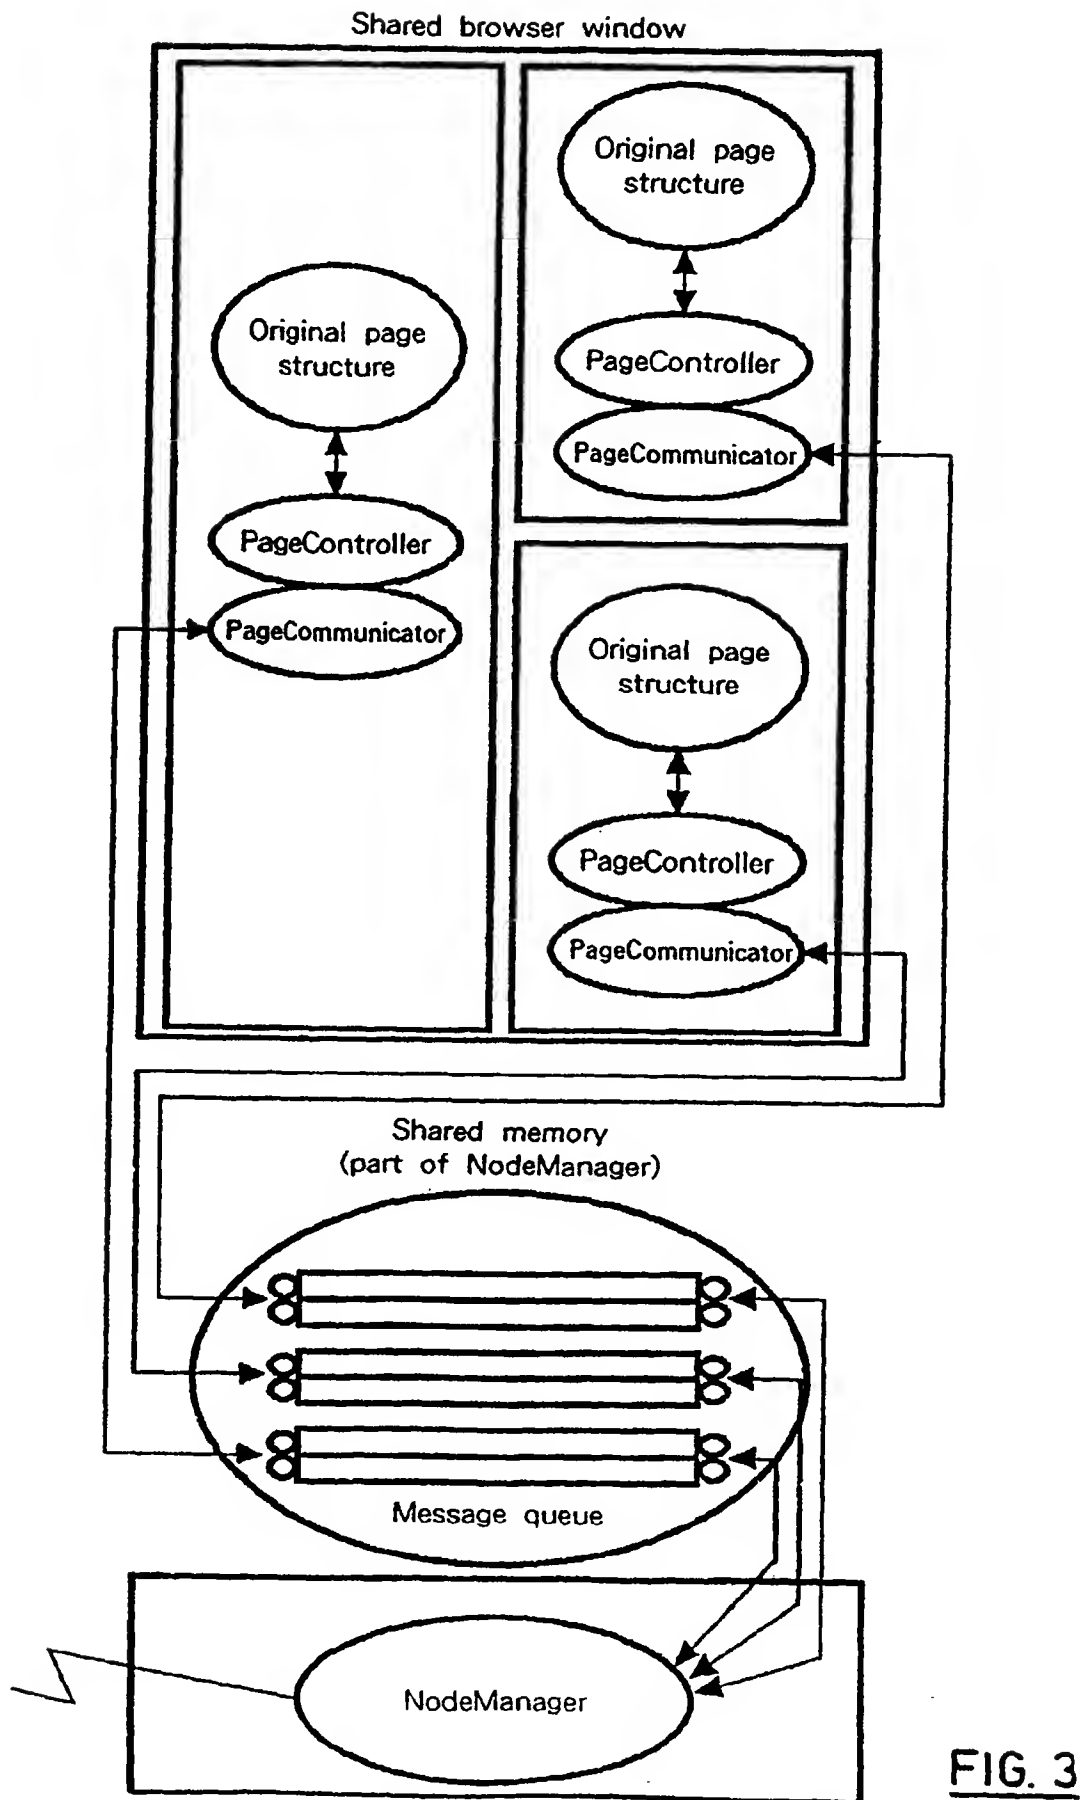 Shared browser window
Original page
structure
PageController
PageCommunicator
Original page
structure
PageController
PageCommunicator
Original page
structure
PageController
PageCommunicator
Shared memory
(part of NodeManager)
Message queue
NodeManager
FIG. 3